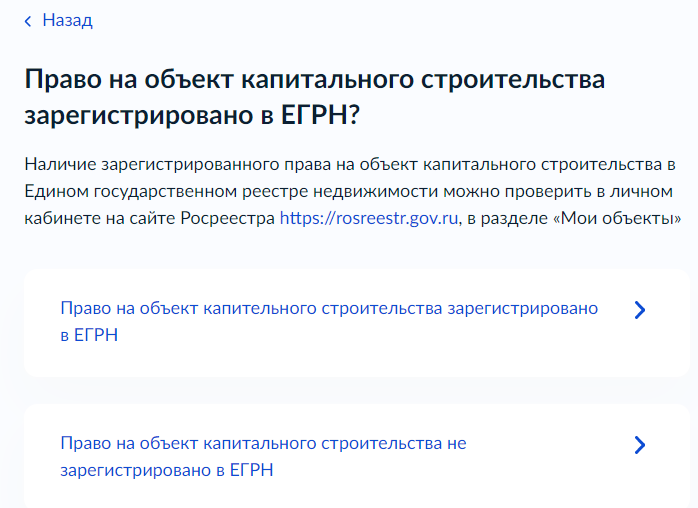 Назад
Право на объект капитального строительства
зарегистрировано в ЕГРН?
Наличие зарегистрированного права на объект капитального строительства в
Едином государственном реестре недвижимости можно проверить в личном
кабинете на сайте Росреестра https://rosreestr.gov.ru, в разделе «Мои объекты»
Право на объект капительного строительства зарегистрировано
в ЕГРН
Право на объект капитального строительства не
зарегистрировано в ЕГРН